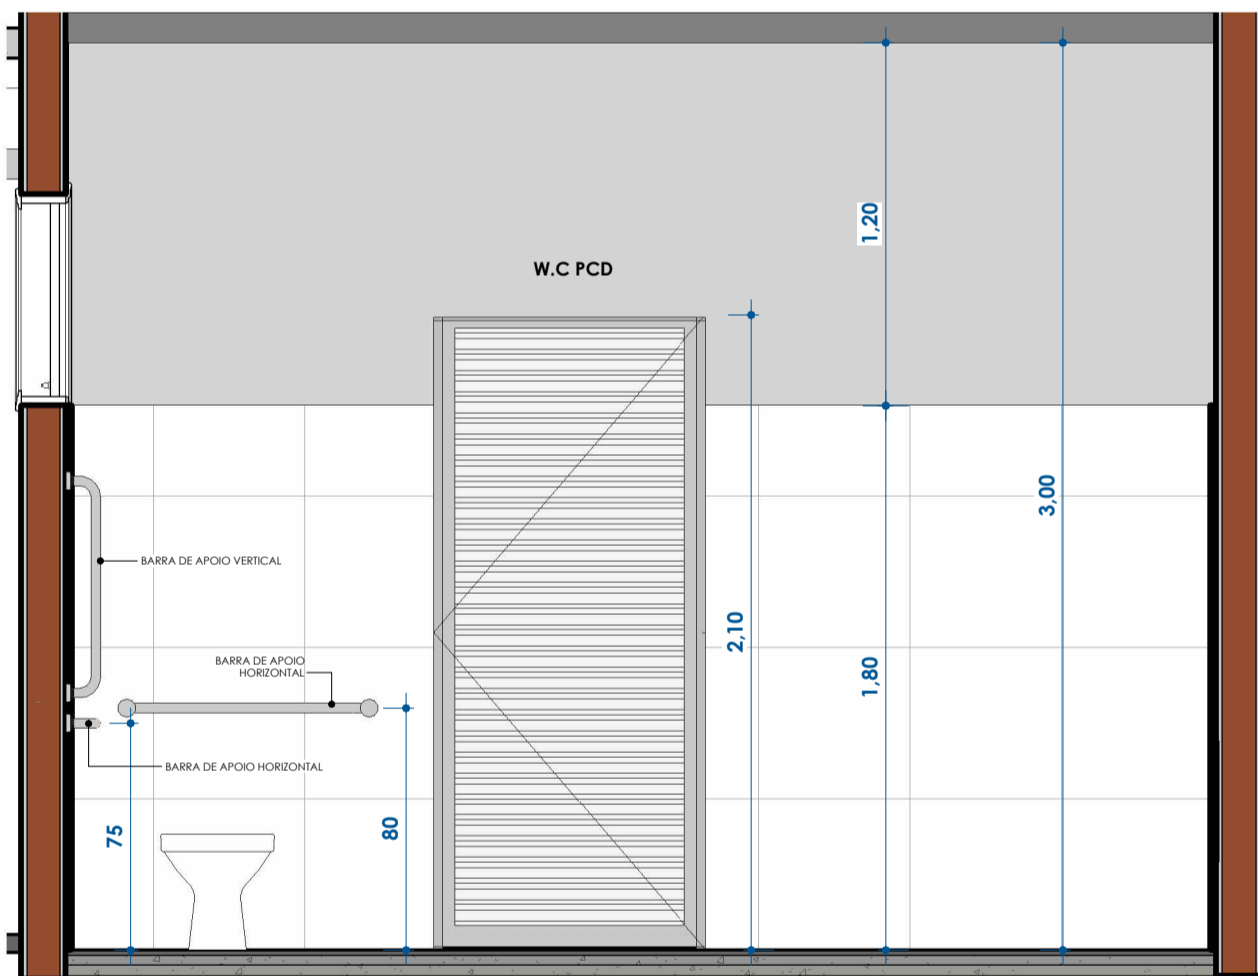 1,20
W.C PCD
3,00
BARRA DE APOIO VERTICAL
2,10
BARRA DE APOIO
HORIZONTAL
1,80
BARRA DE APOIO HORIZONTAL
75
80